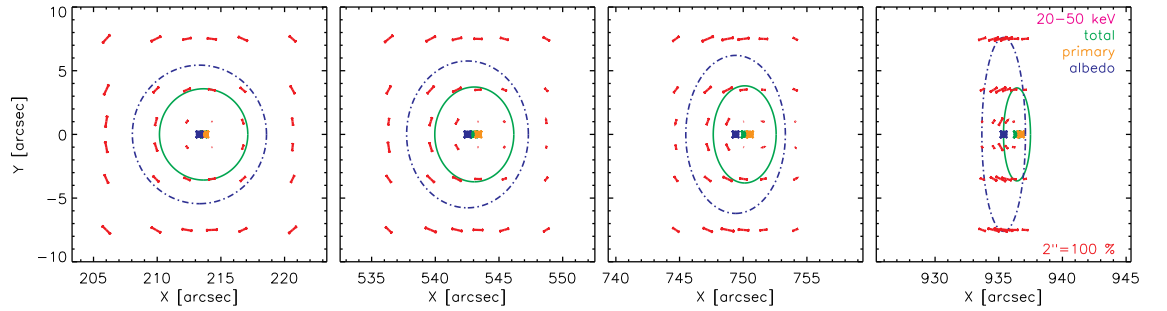 10
5
0
−5
−10
Y [arcsec]
20−50 keV
total
primary
albedo
2"=100 %
205 210 215 220
535 540 545 550
740 745 750 755
930 935 940 945
X [arcsec] X [arcsec] X [arcsec] X [arcsec]